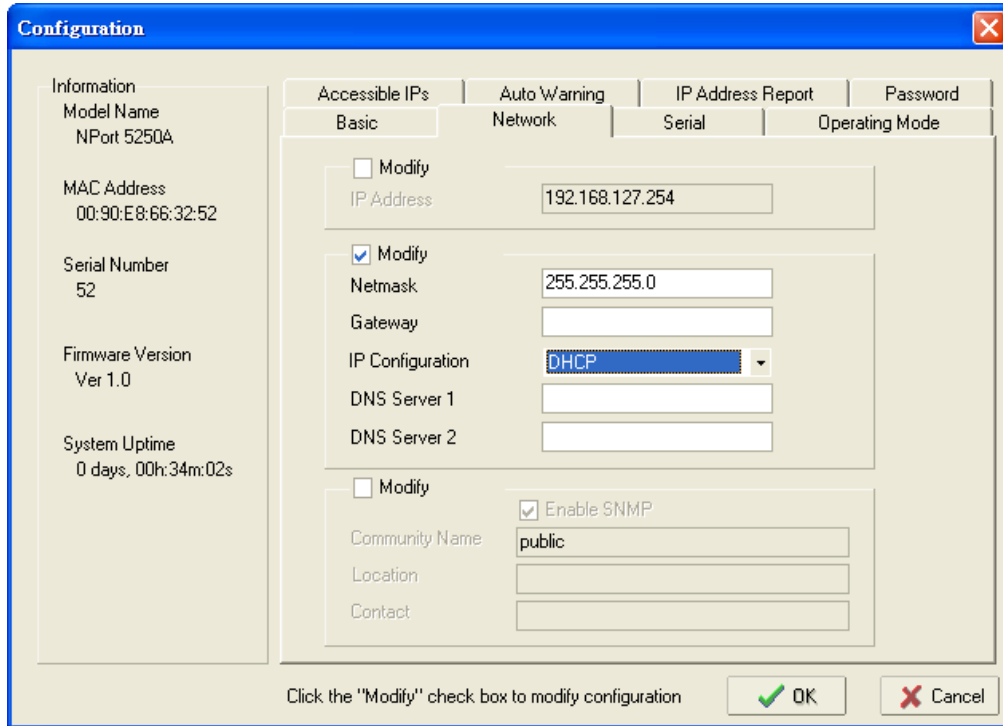 Configuration
Information
Model Name
NPort 5250A
MAC Address
00:90:E8:66:32:52
Serial Number
52
Firmware Version
Ver 1.0
System Uptime
0 days, 00h:34m:02s
Accessible IPs
Auto Warning
IP Address Report
Password
Basic
Network
Serial
Operating Mode
Modify
IP Address
192.168.127.254
Modify
Netmask
255.255.255.0
Gateway
IP Configuration
DHCP
DNS Server 1
DNS Server 2
Modify
Enable SNMP
Community Name
public
Location
Contact
Click the "Modify" check box to modify configuration
OK
Cancel